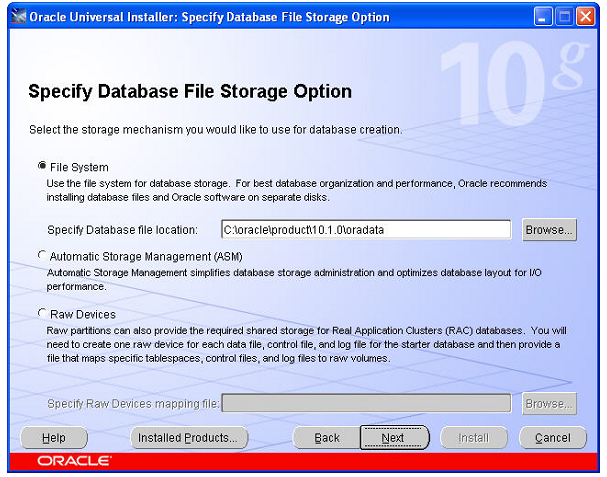 Oracle Universal Installer: Specify Database File Storage Option
10g
Specify Database File Storage Option
Select the storage mechanism you would like to use for database creation.
File System
Use the file system for database storage. For best database organization and performance, Oracle recommends
installing database files and Oracle software on separate disks.
Specify Database file location: C:\oracle\product\10.1.0\oradata Browse...
Automatic Storage Management (ASM)
Automatic Storage Management simplifies database storage administration and optimizes database layout for I/O
performance.
Raw Devices
Raw partitions can also provide the required shared storage for Real Application Clusters (RAC) databases. You will
need to create one raw device for each data file, control file, and log file for the starter database and then provide a
file that maps specific tablespaces, control files, and log files to raw volumes.
Specify Raw Devices mapping file: Browse...
Help Installed Products... Back Next Install Cancel
ORACLE